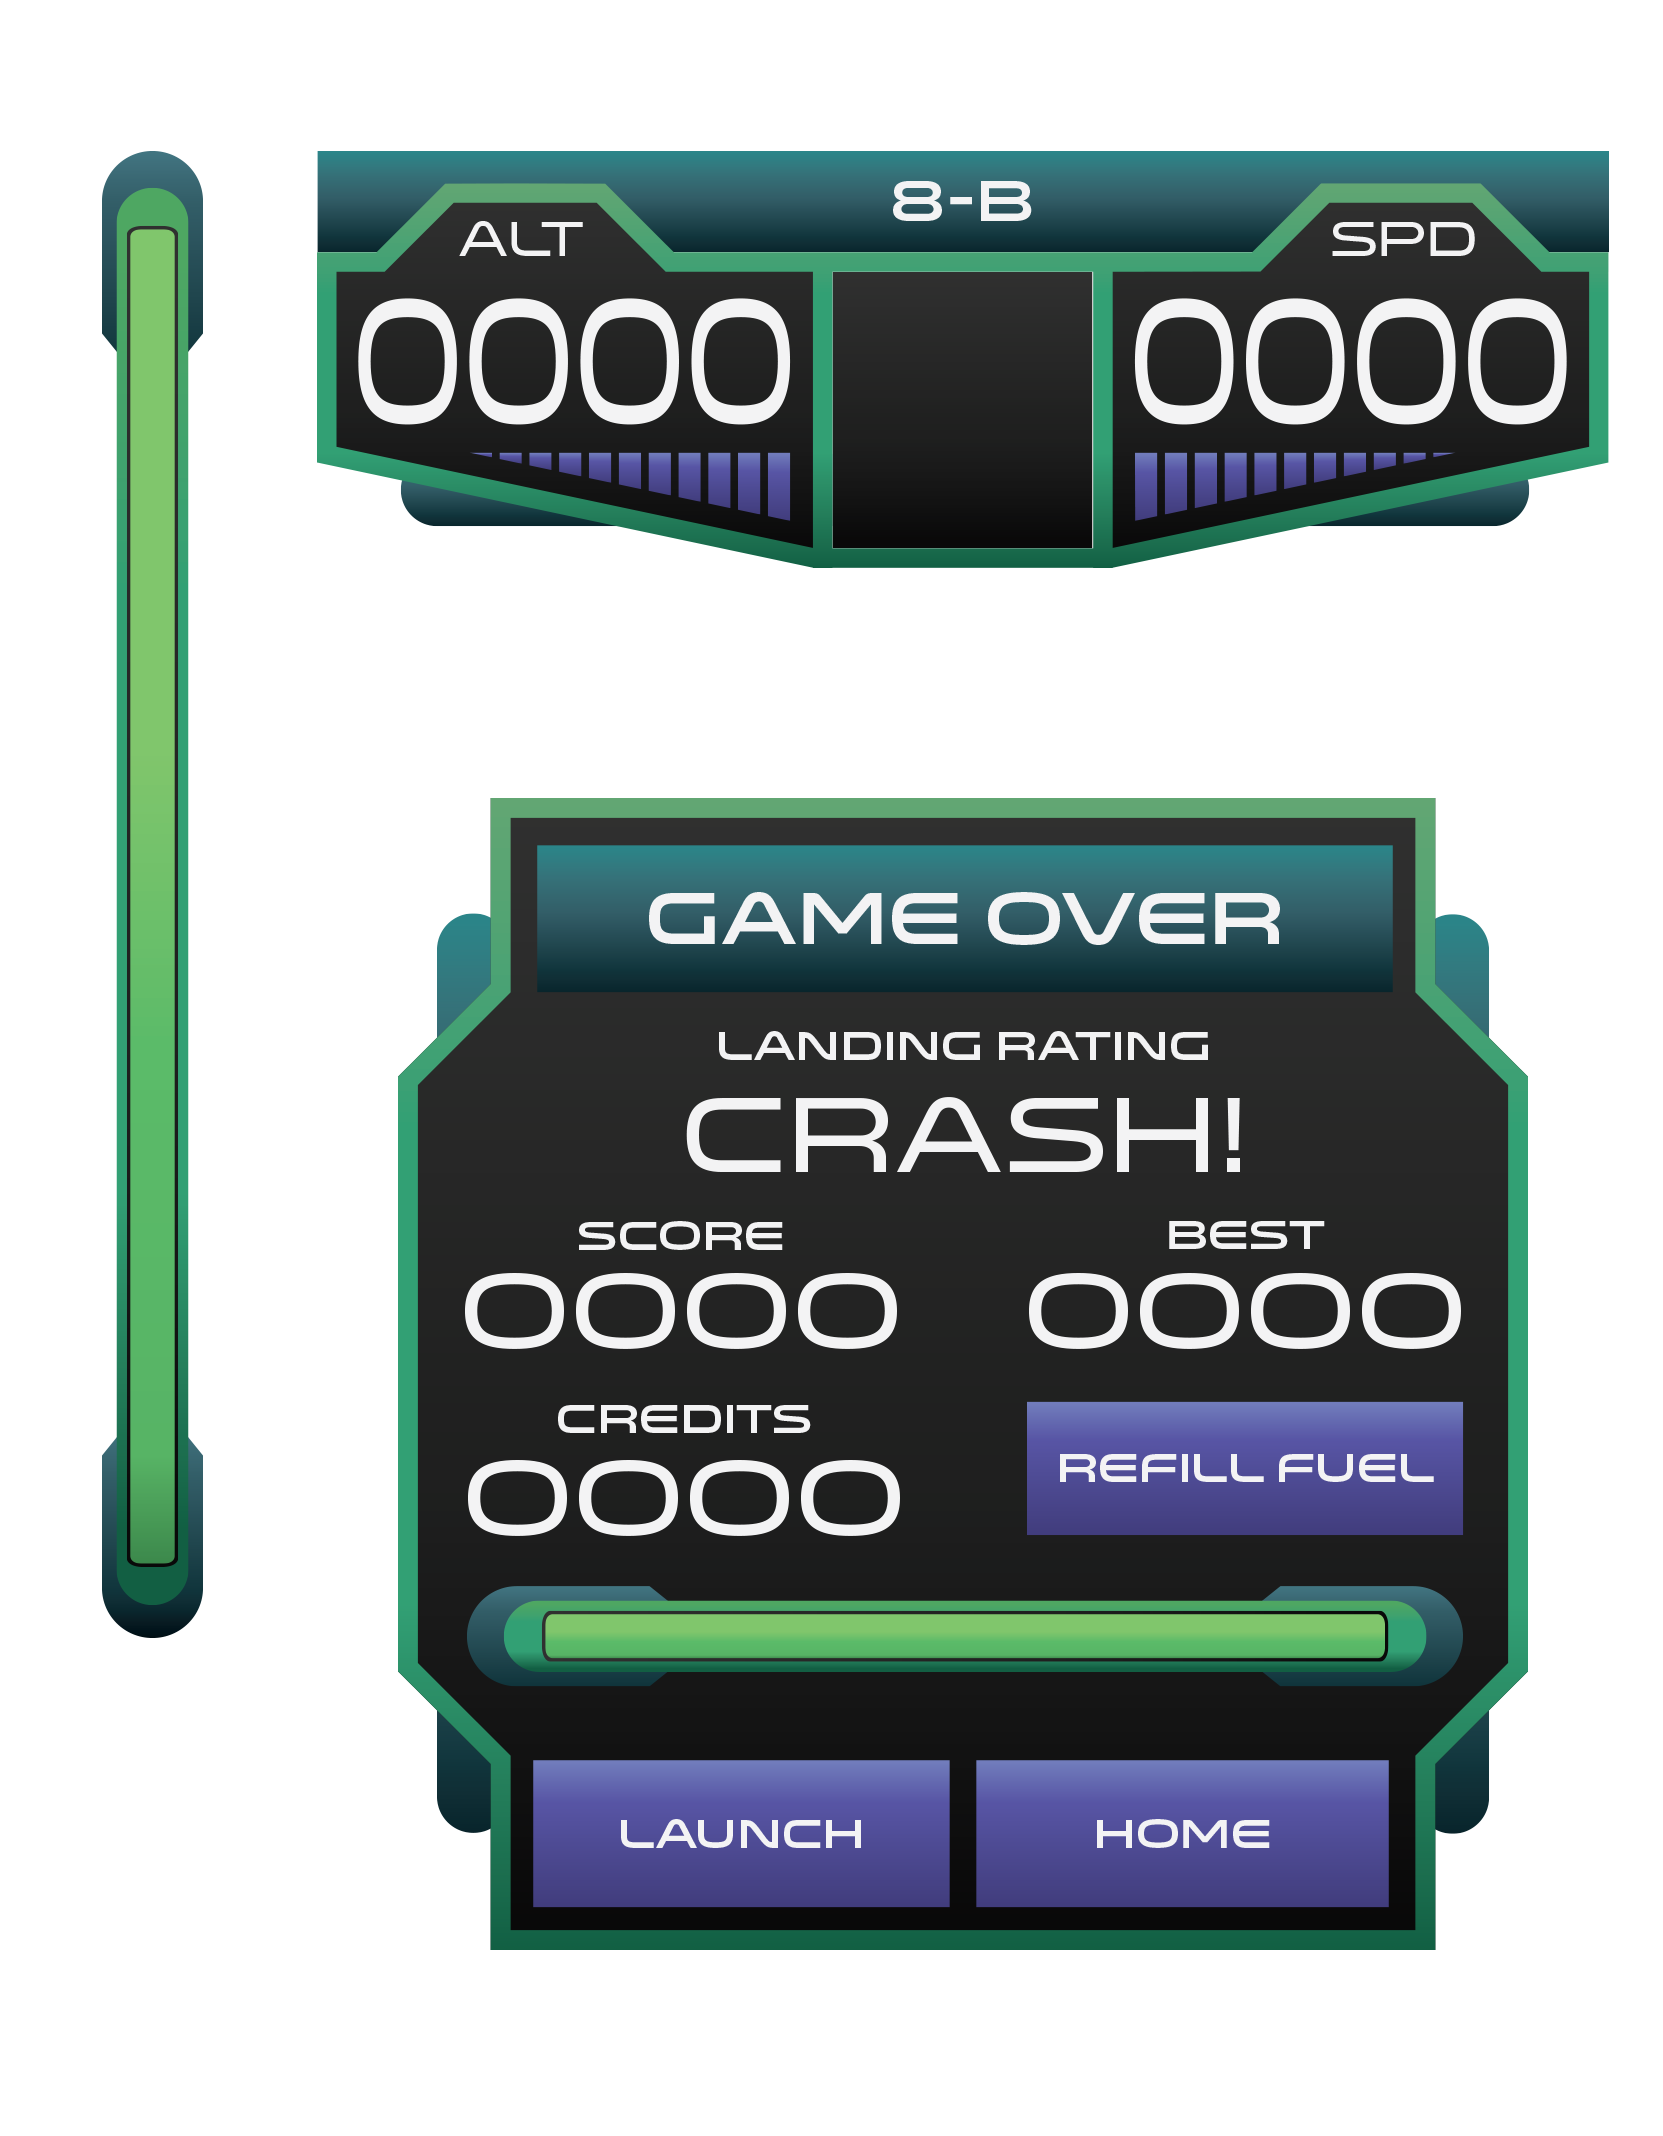 8-B
ALT SPD
0000 0000
GAME OVER
LANDING RATING
CRASH!
SCORE BEST
0000 0000
CREDITS
0000
REFILL FUEL
LAUNCH HOME